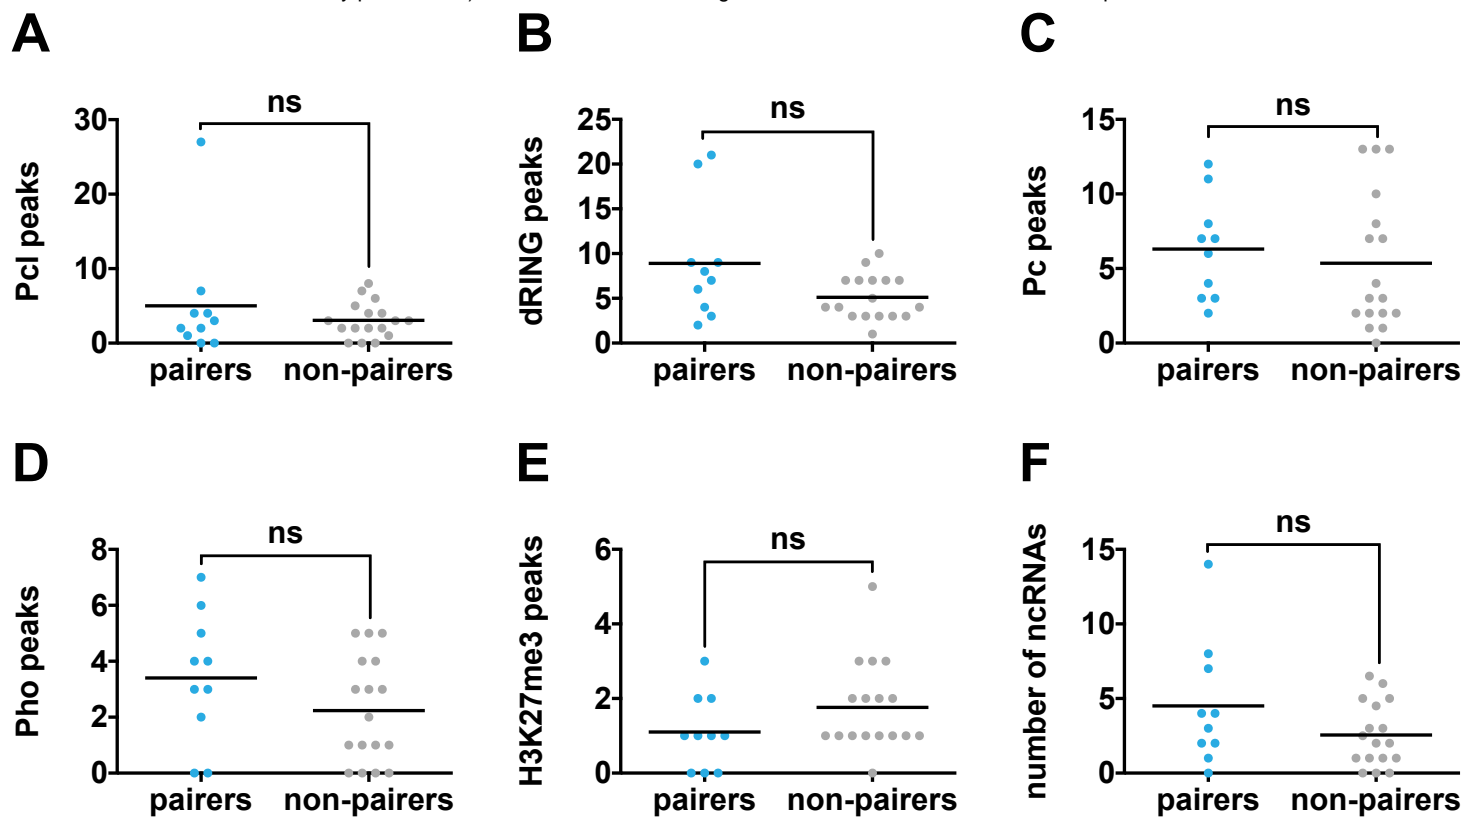 A
B
C
ns
30
20
10
0
Pcl peaks
pairers
non-pairers
ns
25
20
15
10
5
0
dRING peaks
pairers
non-pairers
ns
15
10
5
0
Pc peaks
pairers
non-pairers
D
E
F
ns
8
6
4
2
0
Pho peaks
pairers
non-pairers
ns
6
4
2
0
H3K27me3 peaks
pairers
non-pairers
ns
15
10
5
0
number of ncRNAs
pairers
non-pairers